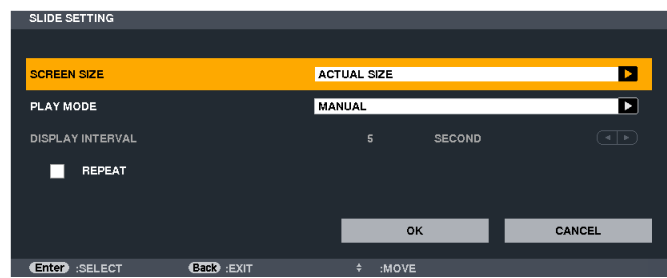 SLIDE SETTING
SCREEN SIZE ACTUAL SIZE
PLAY MODE MANUAL
DISPLAY INTERVAL 5 SECOND
REPEAT
OK CANCEL
Enter :SELECT Back :EXIT :MOVE